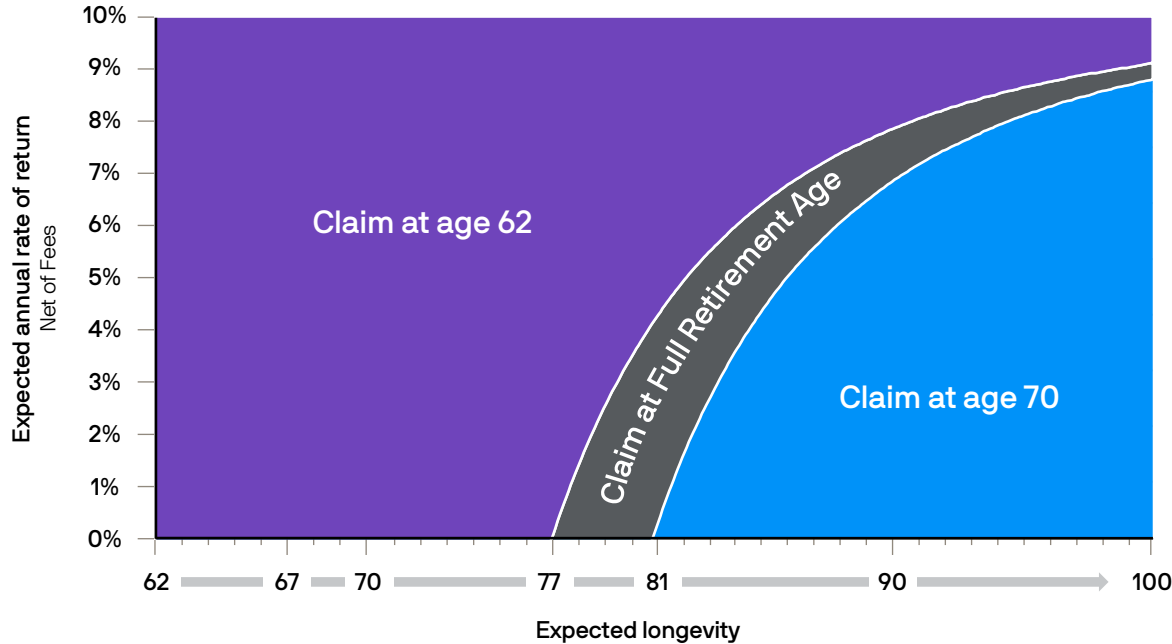 10%
9%
8%
7%
6%
5%
4%
3%
2%
1%
0%
Expected annual rate of return
Net of Fees
Claim at age 62
Claim at Full Retirement Age
Claim at age 70
62 67 70 77 81 90 100
Expected longevity